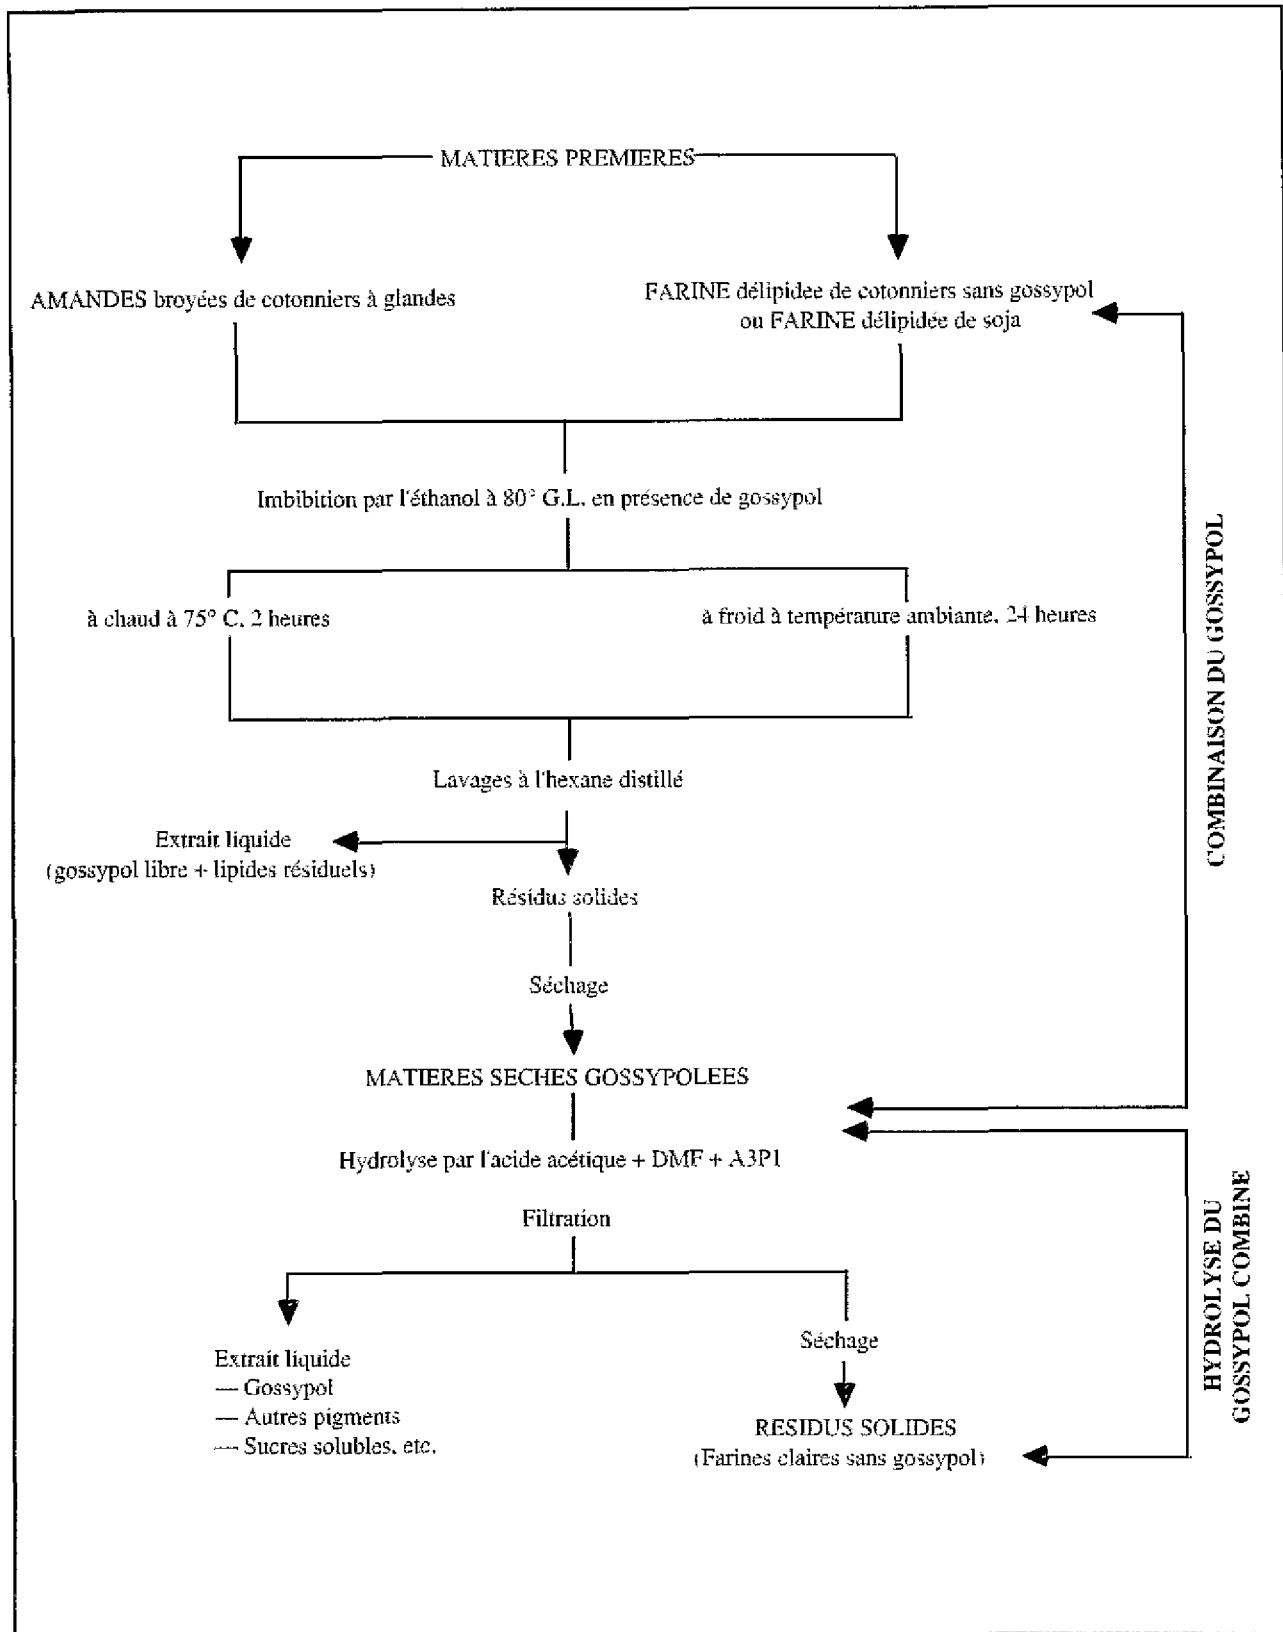 MATIERES PREMIERES
AMANDES broyées de cotonniers à glandes
FARINE délipidee de cotonniers sans gossypol
ou FARINE délipidée de soja
Imbibition par l'éthanol à 80° G.L. en présence de gossypol
à chaud à 75° C, 2 heures
à froid à température ambiante, 24 heures
Lavages à l'hexane distillé
Extrait liquide
(gossypol libre + lipides résiduels)
Résidus solides
Séchage
MATIERES SECHES GOSSYPOLEES
COMBINAISON DU GOSSYPOL
Hydrolyse par l'acide acétique + DMF + A3P1
Filtration
Extrait liquide
— Gossypol
— Autres pigments
— Sucres solubles, etc.
Séchage
RESIDUS SOLIDES
(Farines claires sans gossypol)
HYDROLYSE DU
GOSSYPOL COMBINE